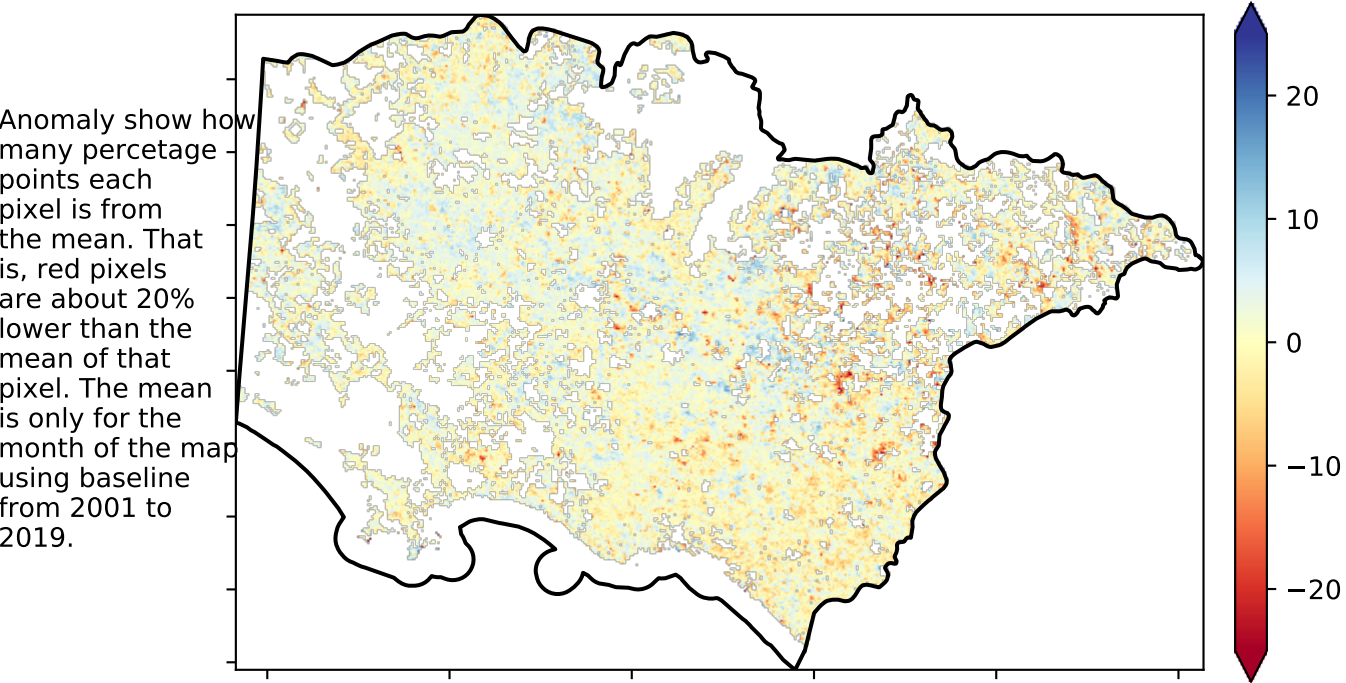 Anomaly show how
many percetage
points each
pixel is from
the mean. That
is, red pixels
are about 20%
lower than the
mean of that
pixel. The mean
is only for the
month of the map
using baseline
from 2001 to
2019.
20
10
0
−10
−20